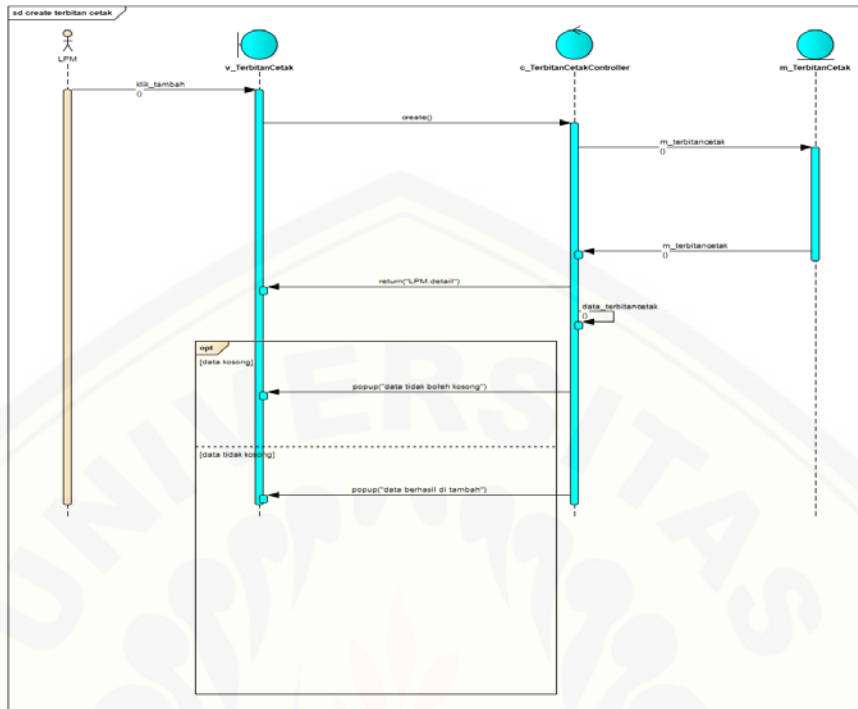 sd create terbitan cetak
LPM
v_TerbitanCetak
c_TerbitanCetakController
m_TerbitanCetak
klik_tambah
()
create()
m_terbitancetak
()
m_terbitancetak
()
return("LPM.detail")
data_terbitancetak
()
opt
[data kosong]
popup("data tidak boleh kosong")
[data tidak kosong]
popup("data berhasil di tambah")
UNIVERSITAS